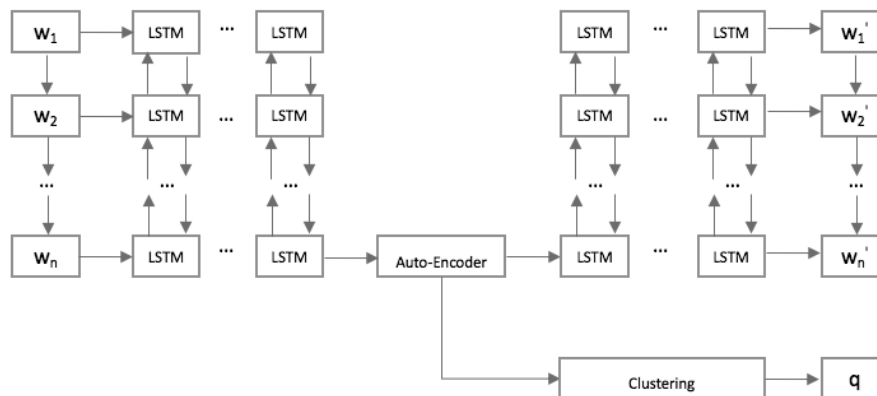 w₁ LSTM ... LSTM LSTM ... LSTM w₁'
w₂ LSTM ... LSTM LSTM ... LSTM w₂'
... ... ... ... ... ...
wₙ LSTM ... LSTM Auto-Encoder LSTM ... LSTM wₙ'
Clustering q